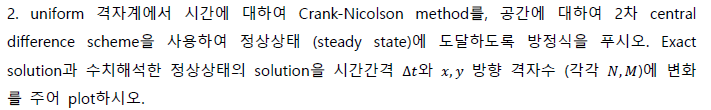 2. uniform 격자계에서 시간에 대하여 Crank-Nicolson method를, 공간에 대하여 2차 central
difference scheme을 사용하여 정상상태 (steady state)에 도달하도록 방정식을 푸시오. Exact
solution과 수치해석한 정상상태의 solution을 시간간격 Δt와 x, y 방향 격자수 (각각 N, M)에 변화
를 주어 plot하시오.